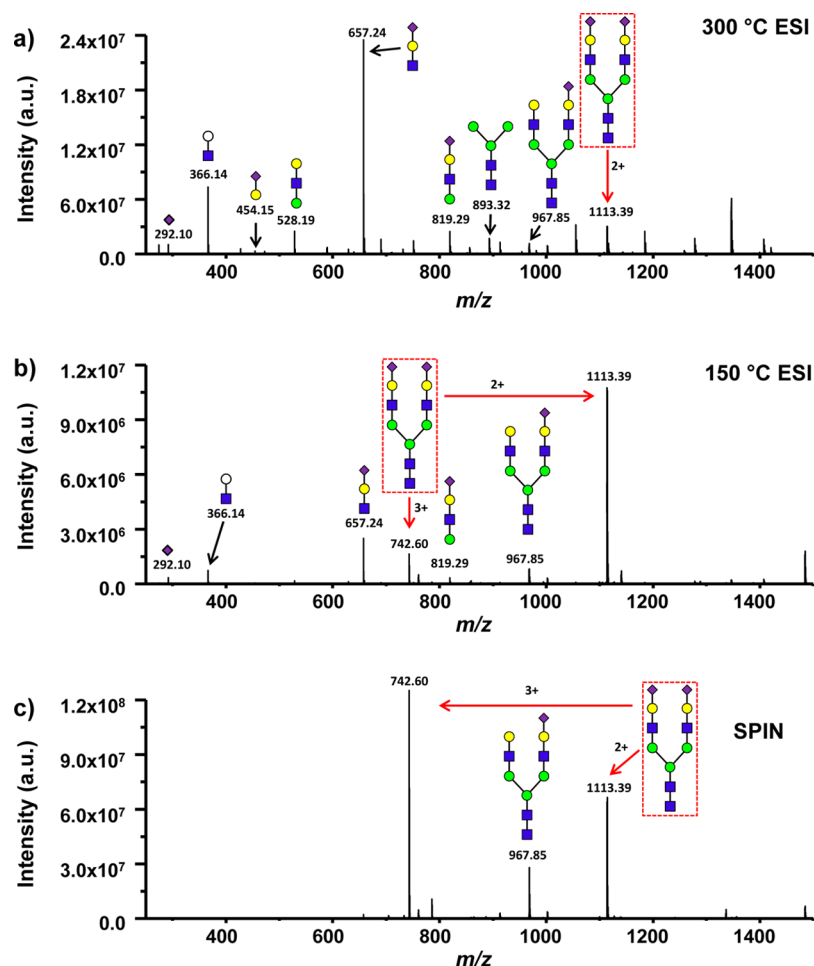 a)
300 °C ESI
Intensity (a.u.)
2.4x10⁷
1.8x10⁷
1.2x10⁷
6.0x10⁶
0.0
657.24
366.14
454.15
528.19
292.10
819.29
893.32
967.85
2+
1113.39
400
600
800
1000
1200
1400
m/z
b)
150 °C ESI
Intensity (a.u.)
1.2x10⁷
9.0x10⁶
6.0x10⁶
3.0x10⁶
0.0
2+
1113.39
366.14
292.10
657.24
3+
742.60
819.29
967.85
400
600
800
1000
1200
1400
m/z
c)
SPIN
Intensity (a.u.)
1.2x10⁸
9.0x10⁷
6.0x10⁷
3.0x10⁷
0.0
742.60
3+
2+
1113.39
967.85
400
600
800
1000
1200
1400
m/z